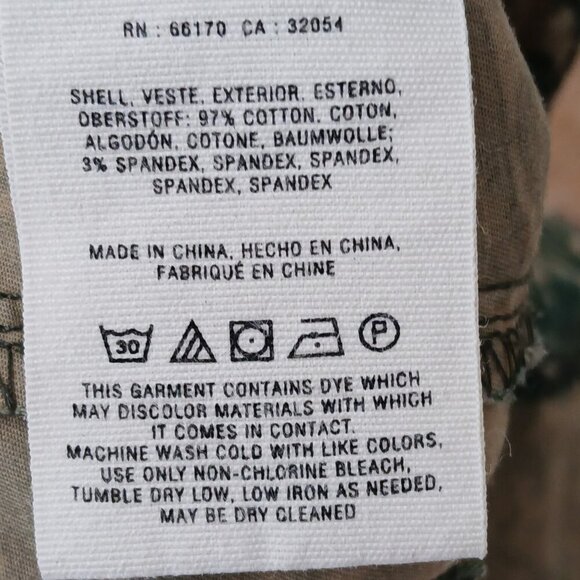 RN : 66170 CA : 32054
SHELL, VESTE, EXTERIOR, ESTERNO,
OBERSTOFF: 97% COTTON, COTON,
ALGODÓN, COTONE, BAUMWOLLE;
3% SPANDEX, SPANDEX, SPANDEX,
SPANDEX, SPANDEX
MADE IN CHINA, HECHO EN CHINA,
FABRIQUÉ EN CHINE
30 P
THIS GARMENT CONTAINS DYE WHICH
MAY DISCOLOR MATERIALS WITH WHICH
IT COMES IN CONTACT.
MACHINE WASH COLD WITH LIKE COLORS,
USE ONLY NON-CHLORINE BLEACH,
TUMBLE DRY LOW, LOW IRON AS NEEDED,
MAY BE DRY CLEANED